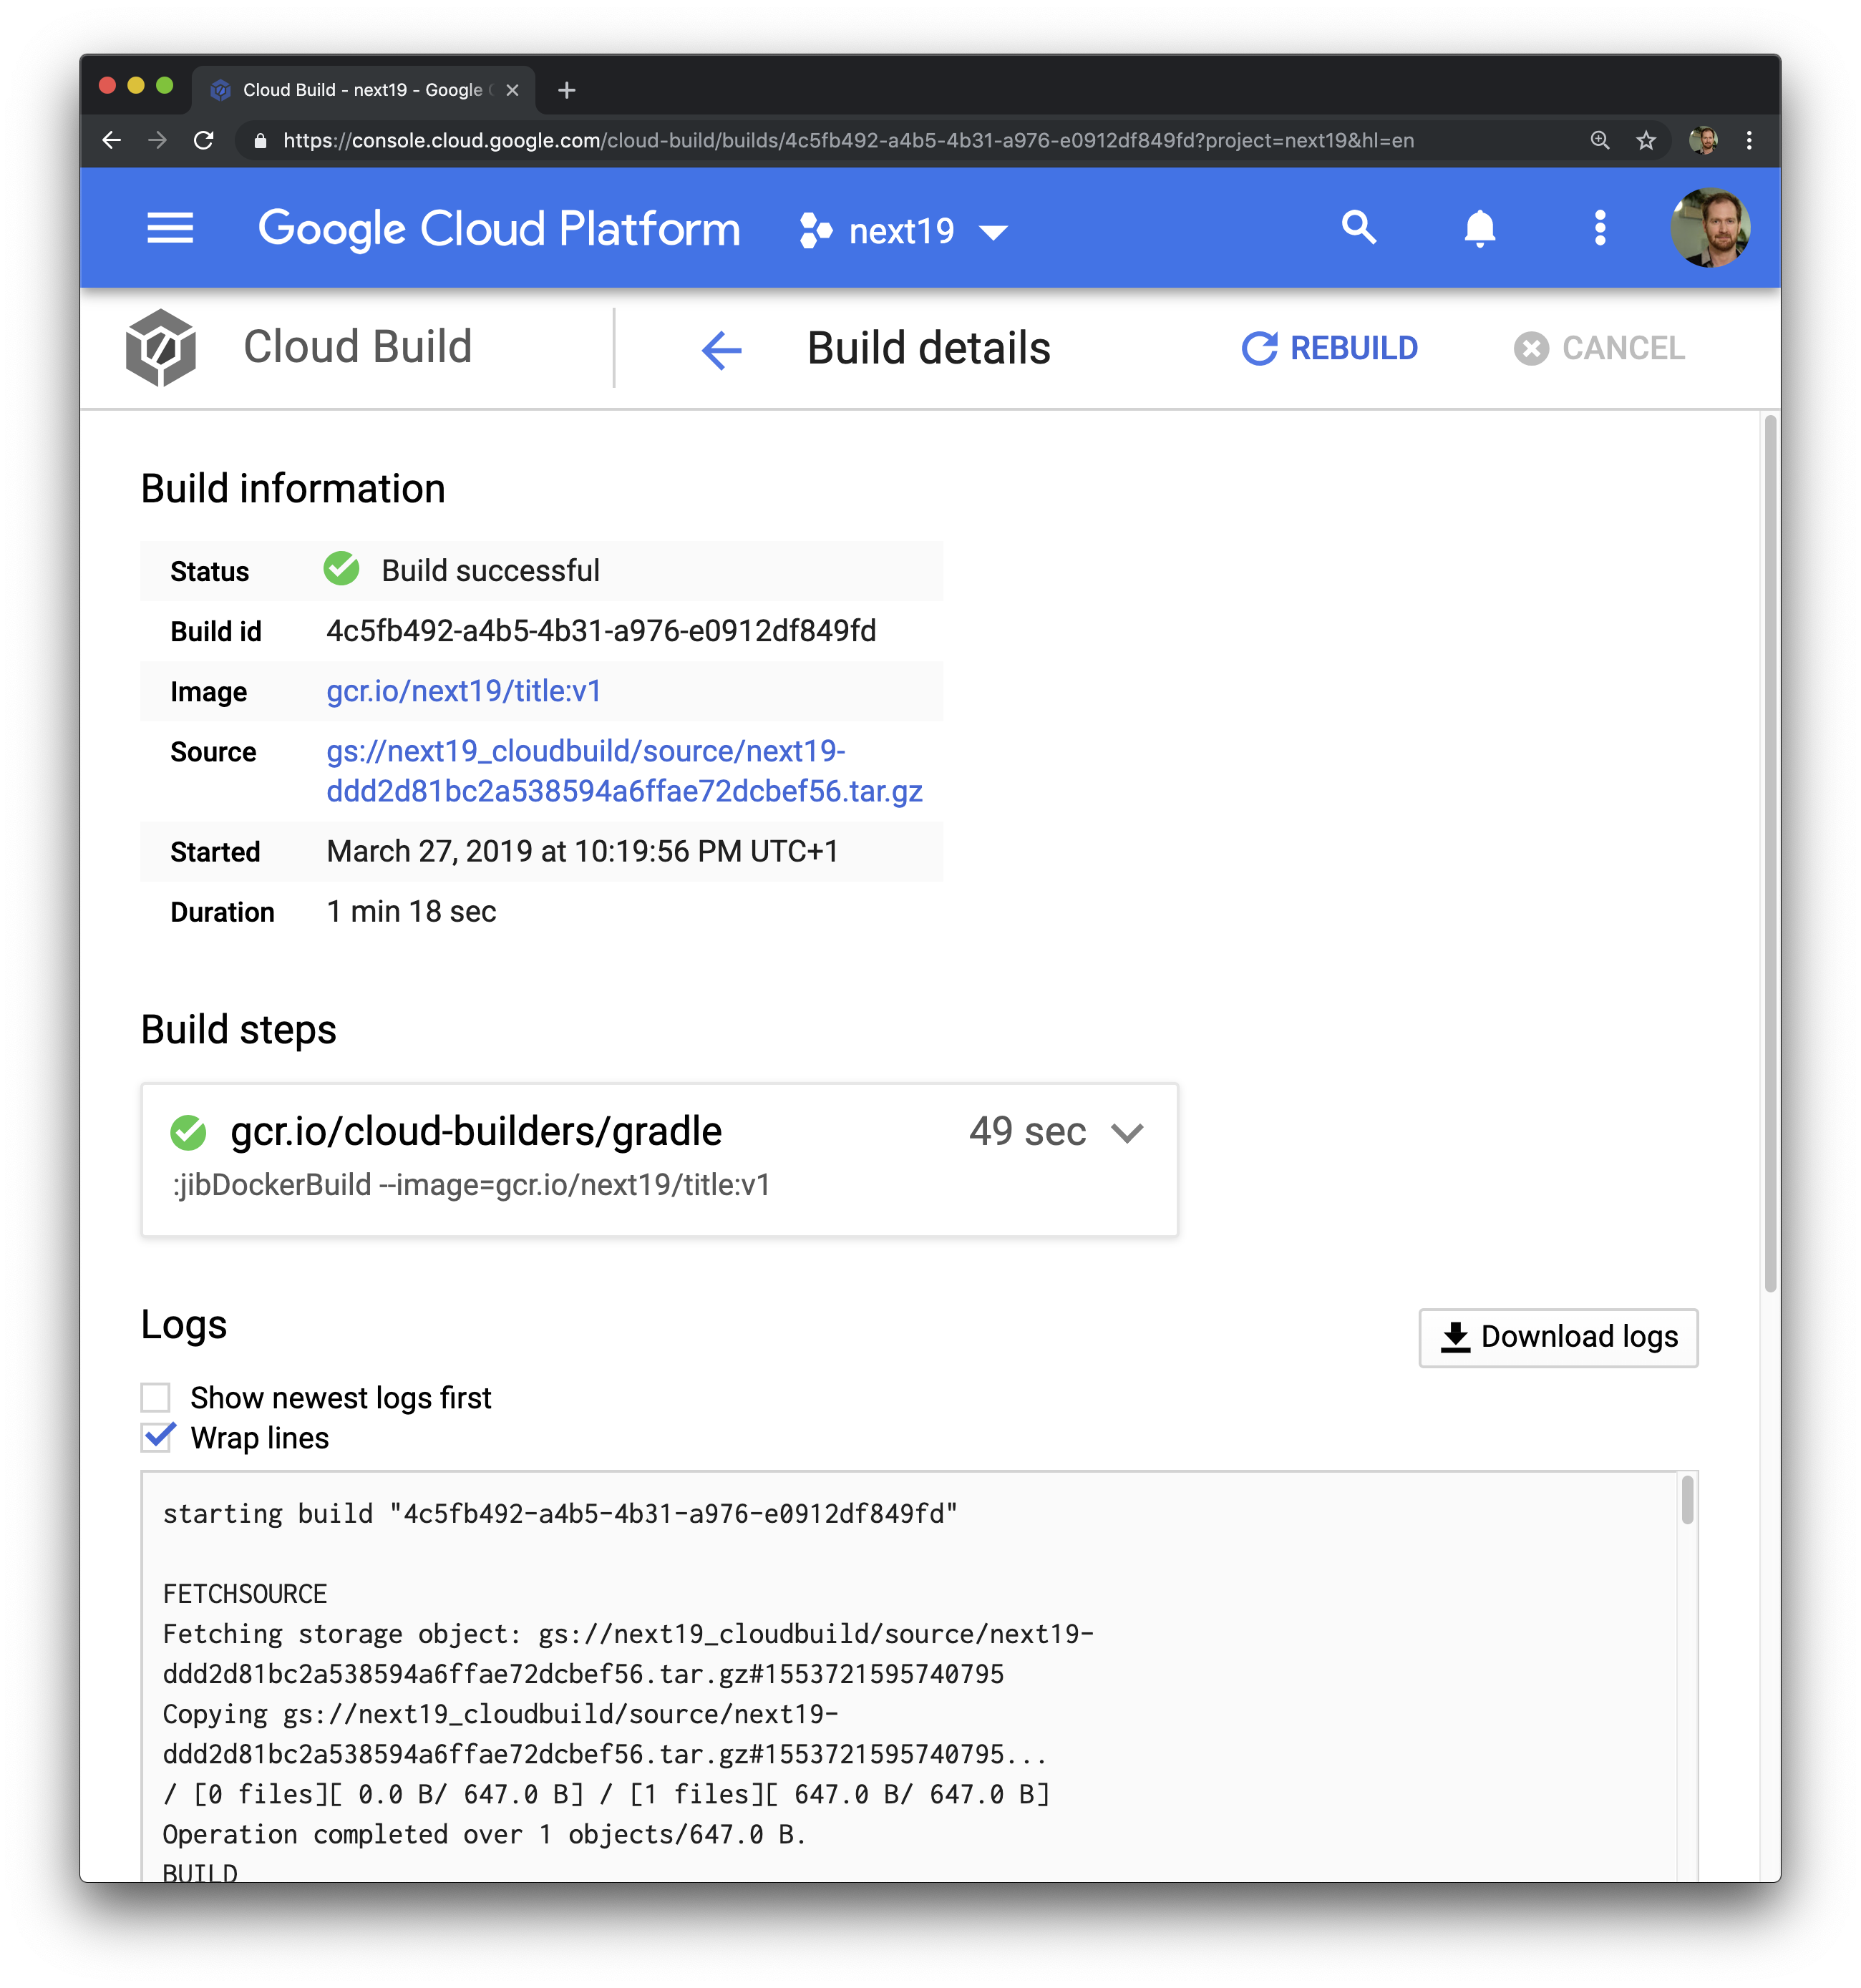 Cloud Build - next19 - Google
https://console.cloud.google.com/cloud-build/builds/4c5fb492-a4b5-4b31-a976-e0912df849fd?project=next19&hl=en
Google Cloud Platform next19
Cloud Build Build details REBUILD CANCEL
Build information
Status Build successful
Build id 4c5fb492-a4b5-4b31-a976-e0912df849fd
Image gcr.io/next19/title:v1
Source gs://next19_cloudbuild/source/next19-
ddd2d81bc2a538594a6ffae72dcbef56.tar.gz
Started March 27, 2019 at 10:19:56 PM UTC+1
Duration 1 min 18 sec
Build steps
gcr.io/cloud-builders/gradle 49 sec
:jibDockerBuild --image=gcr.io/next19/title:v1
Logs
Download logs
Show newest logs first
Wrap lines
starting build "4c5fb492-a4b5-4b31-a976-e0912df849fd"
FETCHSOURCE
Fetching storage object: gs://next19_cloudbuild/source/next19-
ddd2d81bc2a538594a6ffae72dcbef56.tar.gz#1553721595740795
Copying gs://next19_cloudbuild/source/next19-
ddd2d81bc2a538594a6ffae72dcbef56.tar.gz#1553721595740795...
/ [0 files][ 0.0 B/ 647.0 B] / [1 files][ 647.0 B/ 647.0 B]
Operation completed over 1 objects/647.0 B.
BUILD